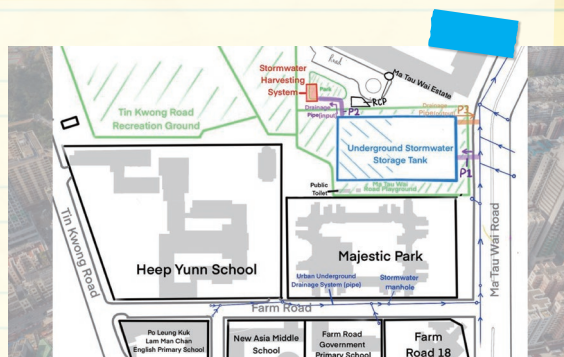 Stormwater
Harvesting
System
Road
Park
Ma Tau Wai Estate
RCP
Drainage
Pipe(input)
P2
Drainage
P3
Tin Kwong Road
Recreation Ground
Underground Stormwater
Storage Tank
P1
Public
Toilet
Ma Tau Wai
Road Playground
Tin Kwong Road
Ma Tau Wai Road
Heep Yunn School
Majestic Park
Urban Underground
Drainage System (pipe)
Stormwater
manhole
Farm Road
Po Leung Kuk
Lam Man Chan
English Primary School
New Asia Middle
School
Farm Road
Government
Primary School
Farm
Road 18